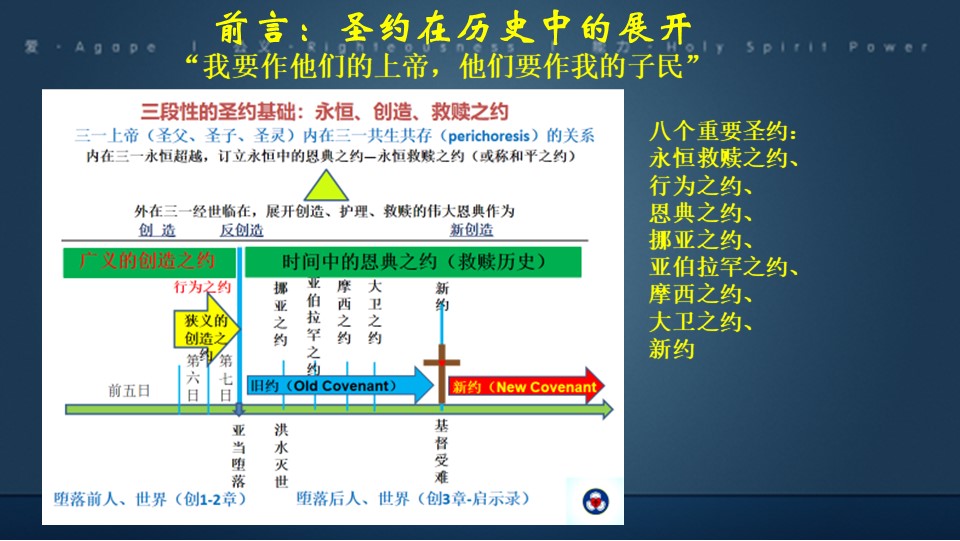 前言：圣约在历史中的展开
爱·Agape | 公义·Righteousness | 能力·Holy Spirit Power
“我要作他们的上帝，他们要作我的子民”
三段性的圣约基础：永恒、创造、救赎之约
三一上帝（圣父、圣子、圣灵）内在三一共生共存（perichoresis）的关系
内在三一永恒超越，订立永恒中的恩典之约—永恒救赎之约（或称和平之约）
外在三一经世临在，展开创造、护理、救赎的伟大恩典作为
创 造
反创造
新创造
广义的创造之约
时间中的恩典之约（救赎历史）
行为之约
狭义的
创造之
约
挪亚之约
亚伯拉罕之约
摩西之约
大卫之约
新约
前五日
第六日
第七日
旧约（Old Covenant）
新约（New Covenant
亚当堕落
洪水灭世
基督受难
堕落前人、世界（创1-2章）
堕落后人、世界（创3章-启示录）
八个重要圣约：
永恒救赎之约、
行为之约、
恩典之约、
挪亚之约、
亚伯拉罕之约、
摩西之约、
大卫之约、
新约